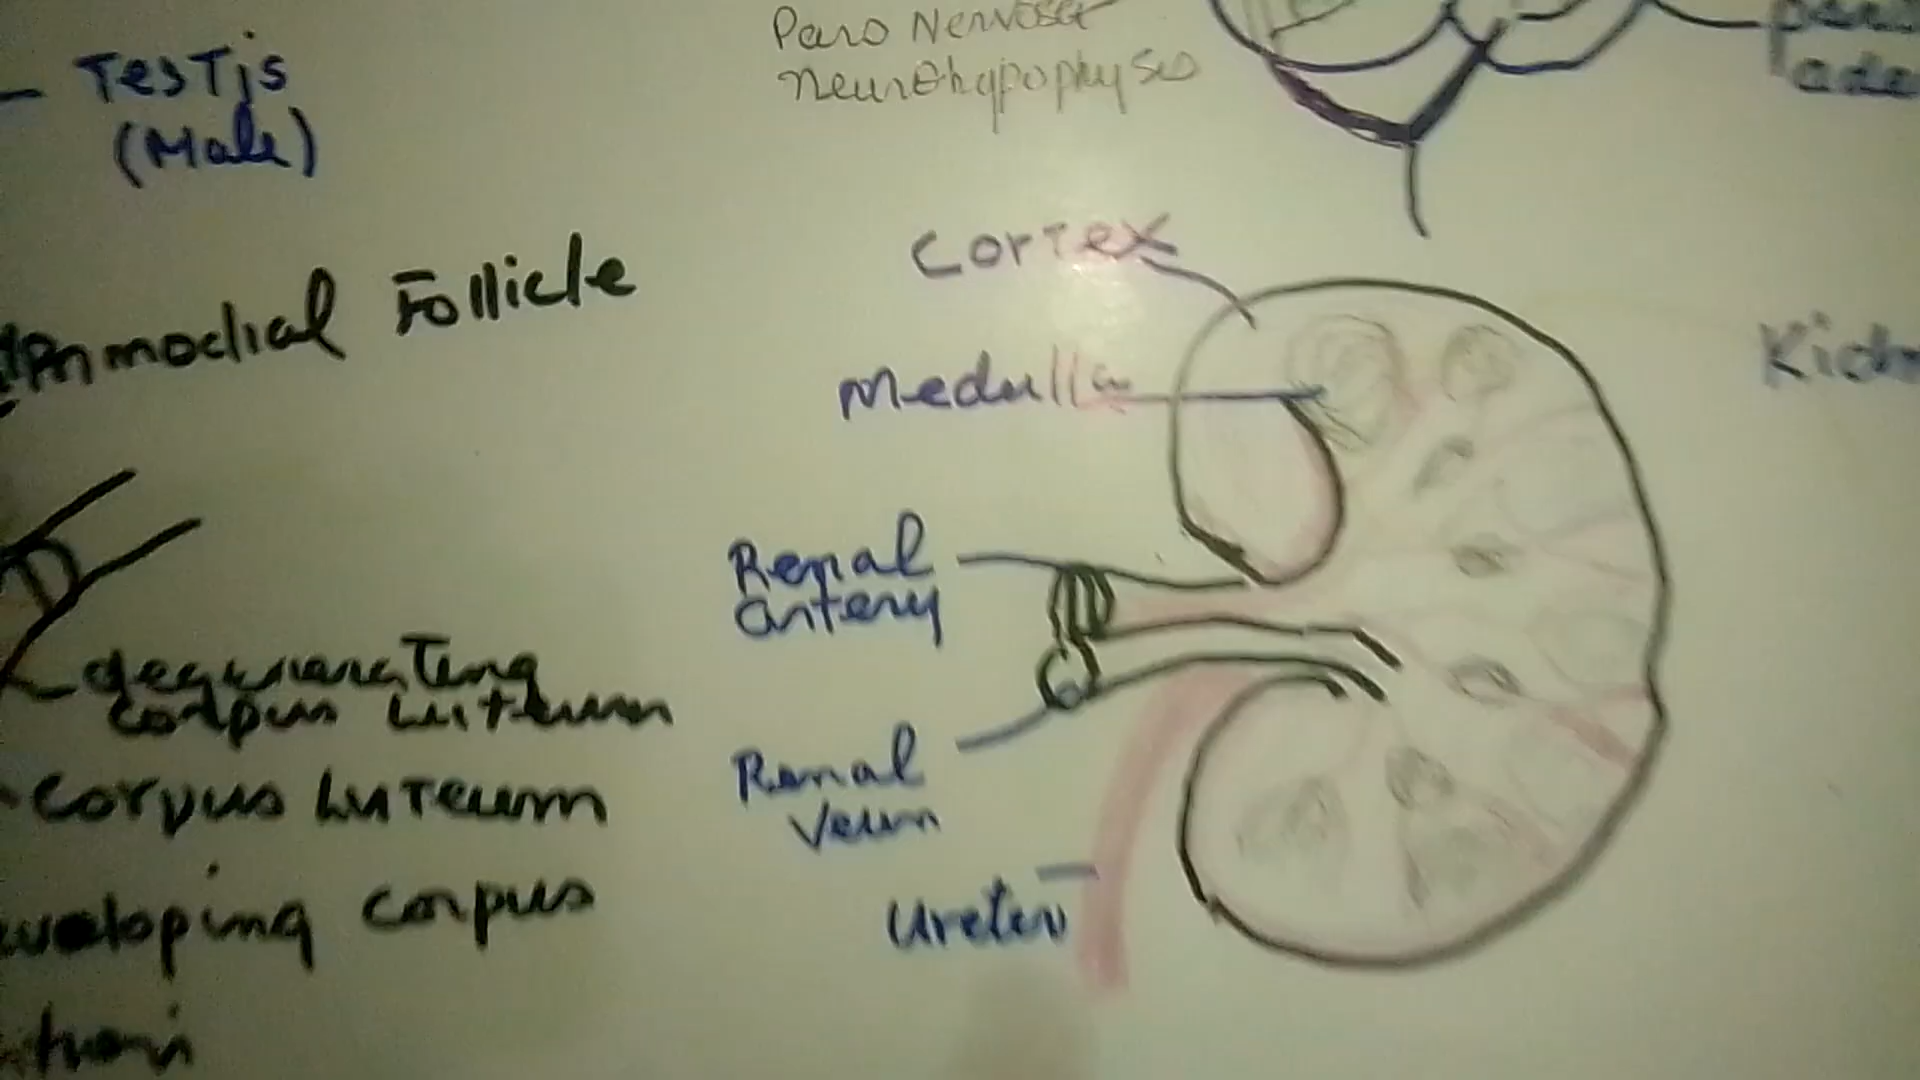 Testis
(Male)
Pars Nervosa
Neurohypophysis
Follicle
degenerating
corpus Luteum
Corpus Luteum
corpus
Cortex
Medulla
Renal
artery
Renal
Vein
Ureter